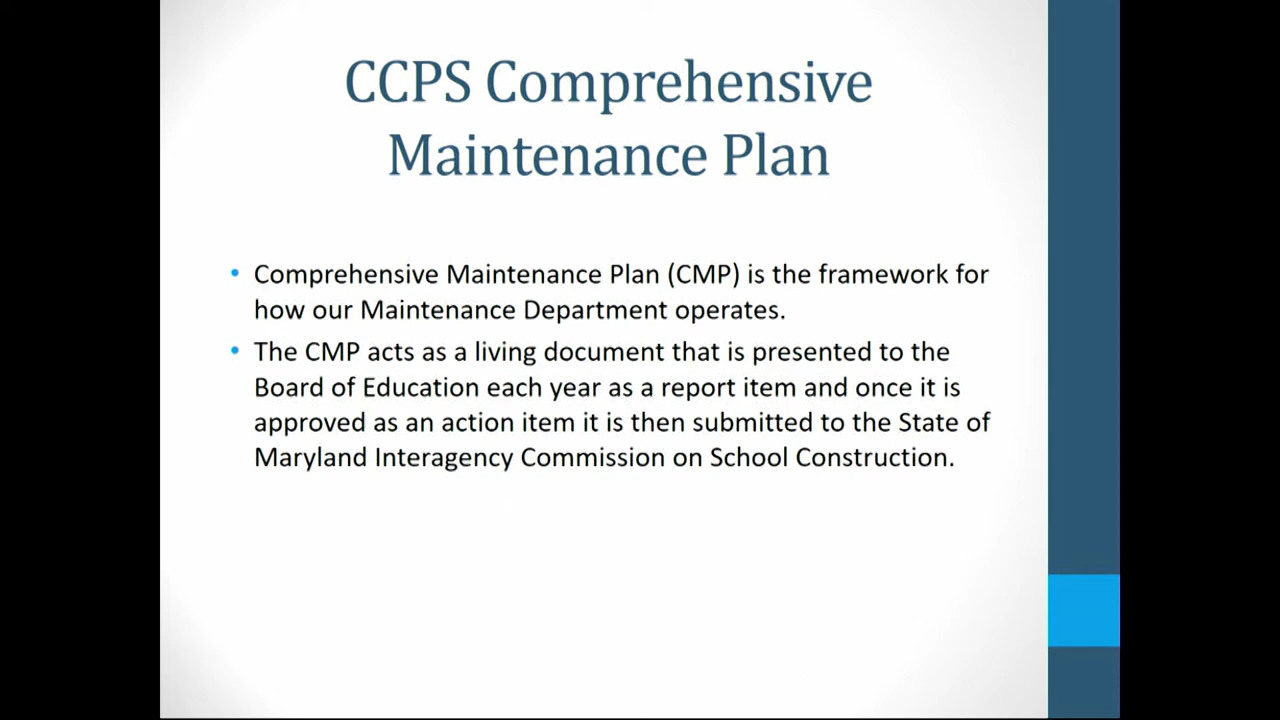 CCPS Comprehensive
Maintenance Plan
• Comprehensive Maintenance Plan (CMP) is the framework for
how our Maintenance Department operates.
• The CMP acts as a living document that is presented to the
Board of Education each year as a report item and once it is
approved as an action item it is then submitted to the State of
Maryland Interagency Commission on School Construction.